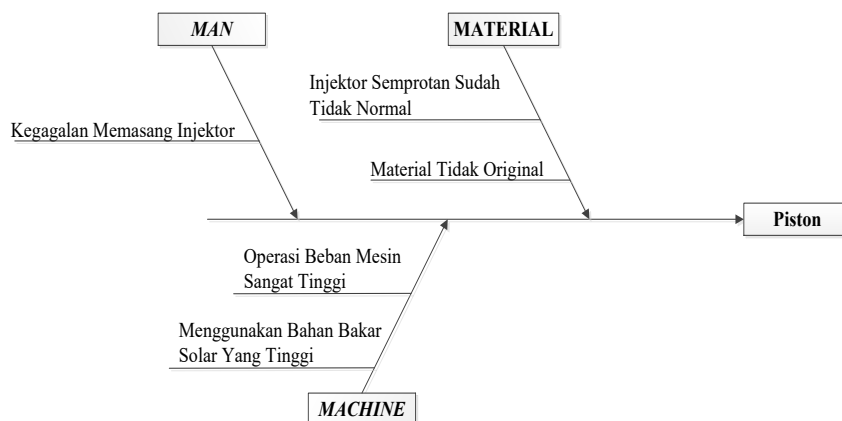 MAN
MATERIAL
Injektor Semprotan Sudah
Tidak Normal
Kegagalan Memasang Injektor
Material Tidak Original
Piston
Operasi Beban Mesin
Sangat Tinggi
Menggunakan Bahan Bakar
Solar Yang Tinggi
MACHINE